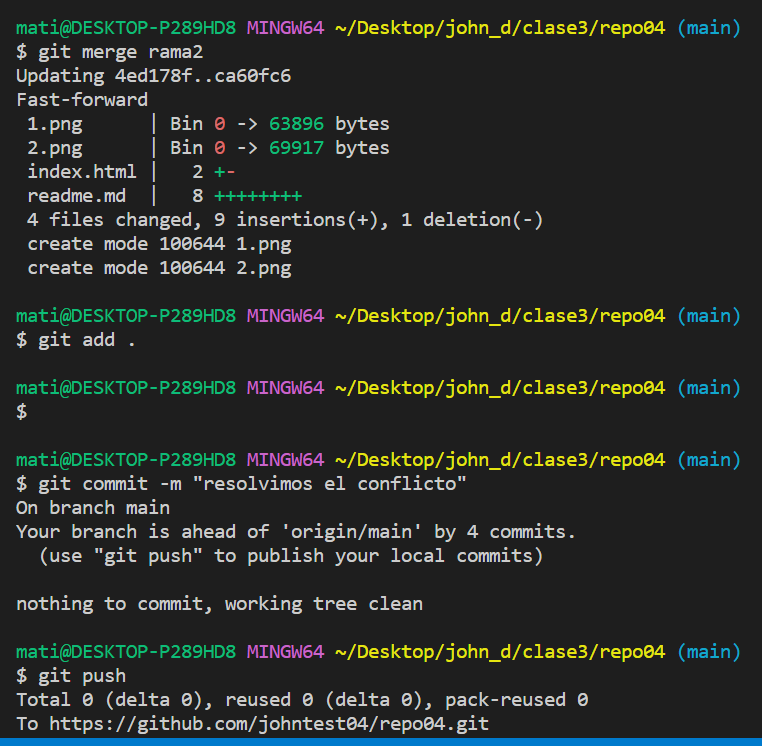 mati@DESKTOP-P289HD8 MINGW64 ~/Desktop/john_d/clase3/repo04 (main)
$ git merge rama2
Updating 4ed178f..ca60fc6
Fast-forward
 1.png      | Bin 0 -> 63896 bytes
 2.png      | Bin 0 -> 69917 bytes
 index.html |   2 +-
 readme.md  |   8 ++++++++
 4 files changed, 9 insertions(+), 1 deletion(-)
 create mode 100644 1.png
 create mode 100644 2.png
mati@DESKTOP-P289HD8 MINGW64 ~/Desktop/john_d/clase3/repo04 (main)
$ git add .
mati@DESKTOP-P289HD8 MINGW64 ~/Desktop/john_d/clase3/repo04 (main)
$
mati@DESKTOP-P289HD8 MINGW64 ~/Desktop/john_d/clase3/repo04 (main)
$ git commit -m "resolvimos el conflicto"
On branch main
Your branch is ahead of 'origin/main' by 4 commits.
  (use "git push" to publish your local commits)
nothing to commit, working tree clean
mati@DESKTOP-P289HD8 MINGW64 ~/Desktop/john_d/clase3/repo04 (main)
$ git push
Total 0 (delta 0), reused 0 (delta 0), pack-reused 0
To https://github.com/johntest04/repo04.git